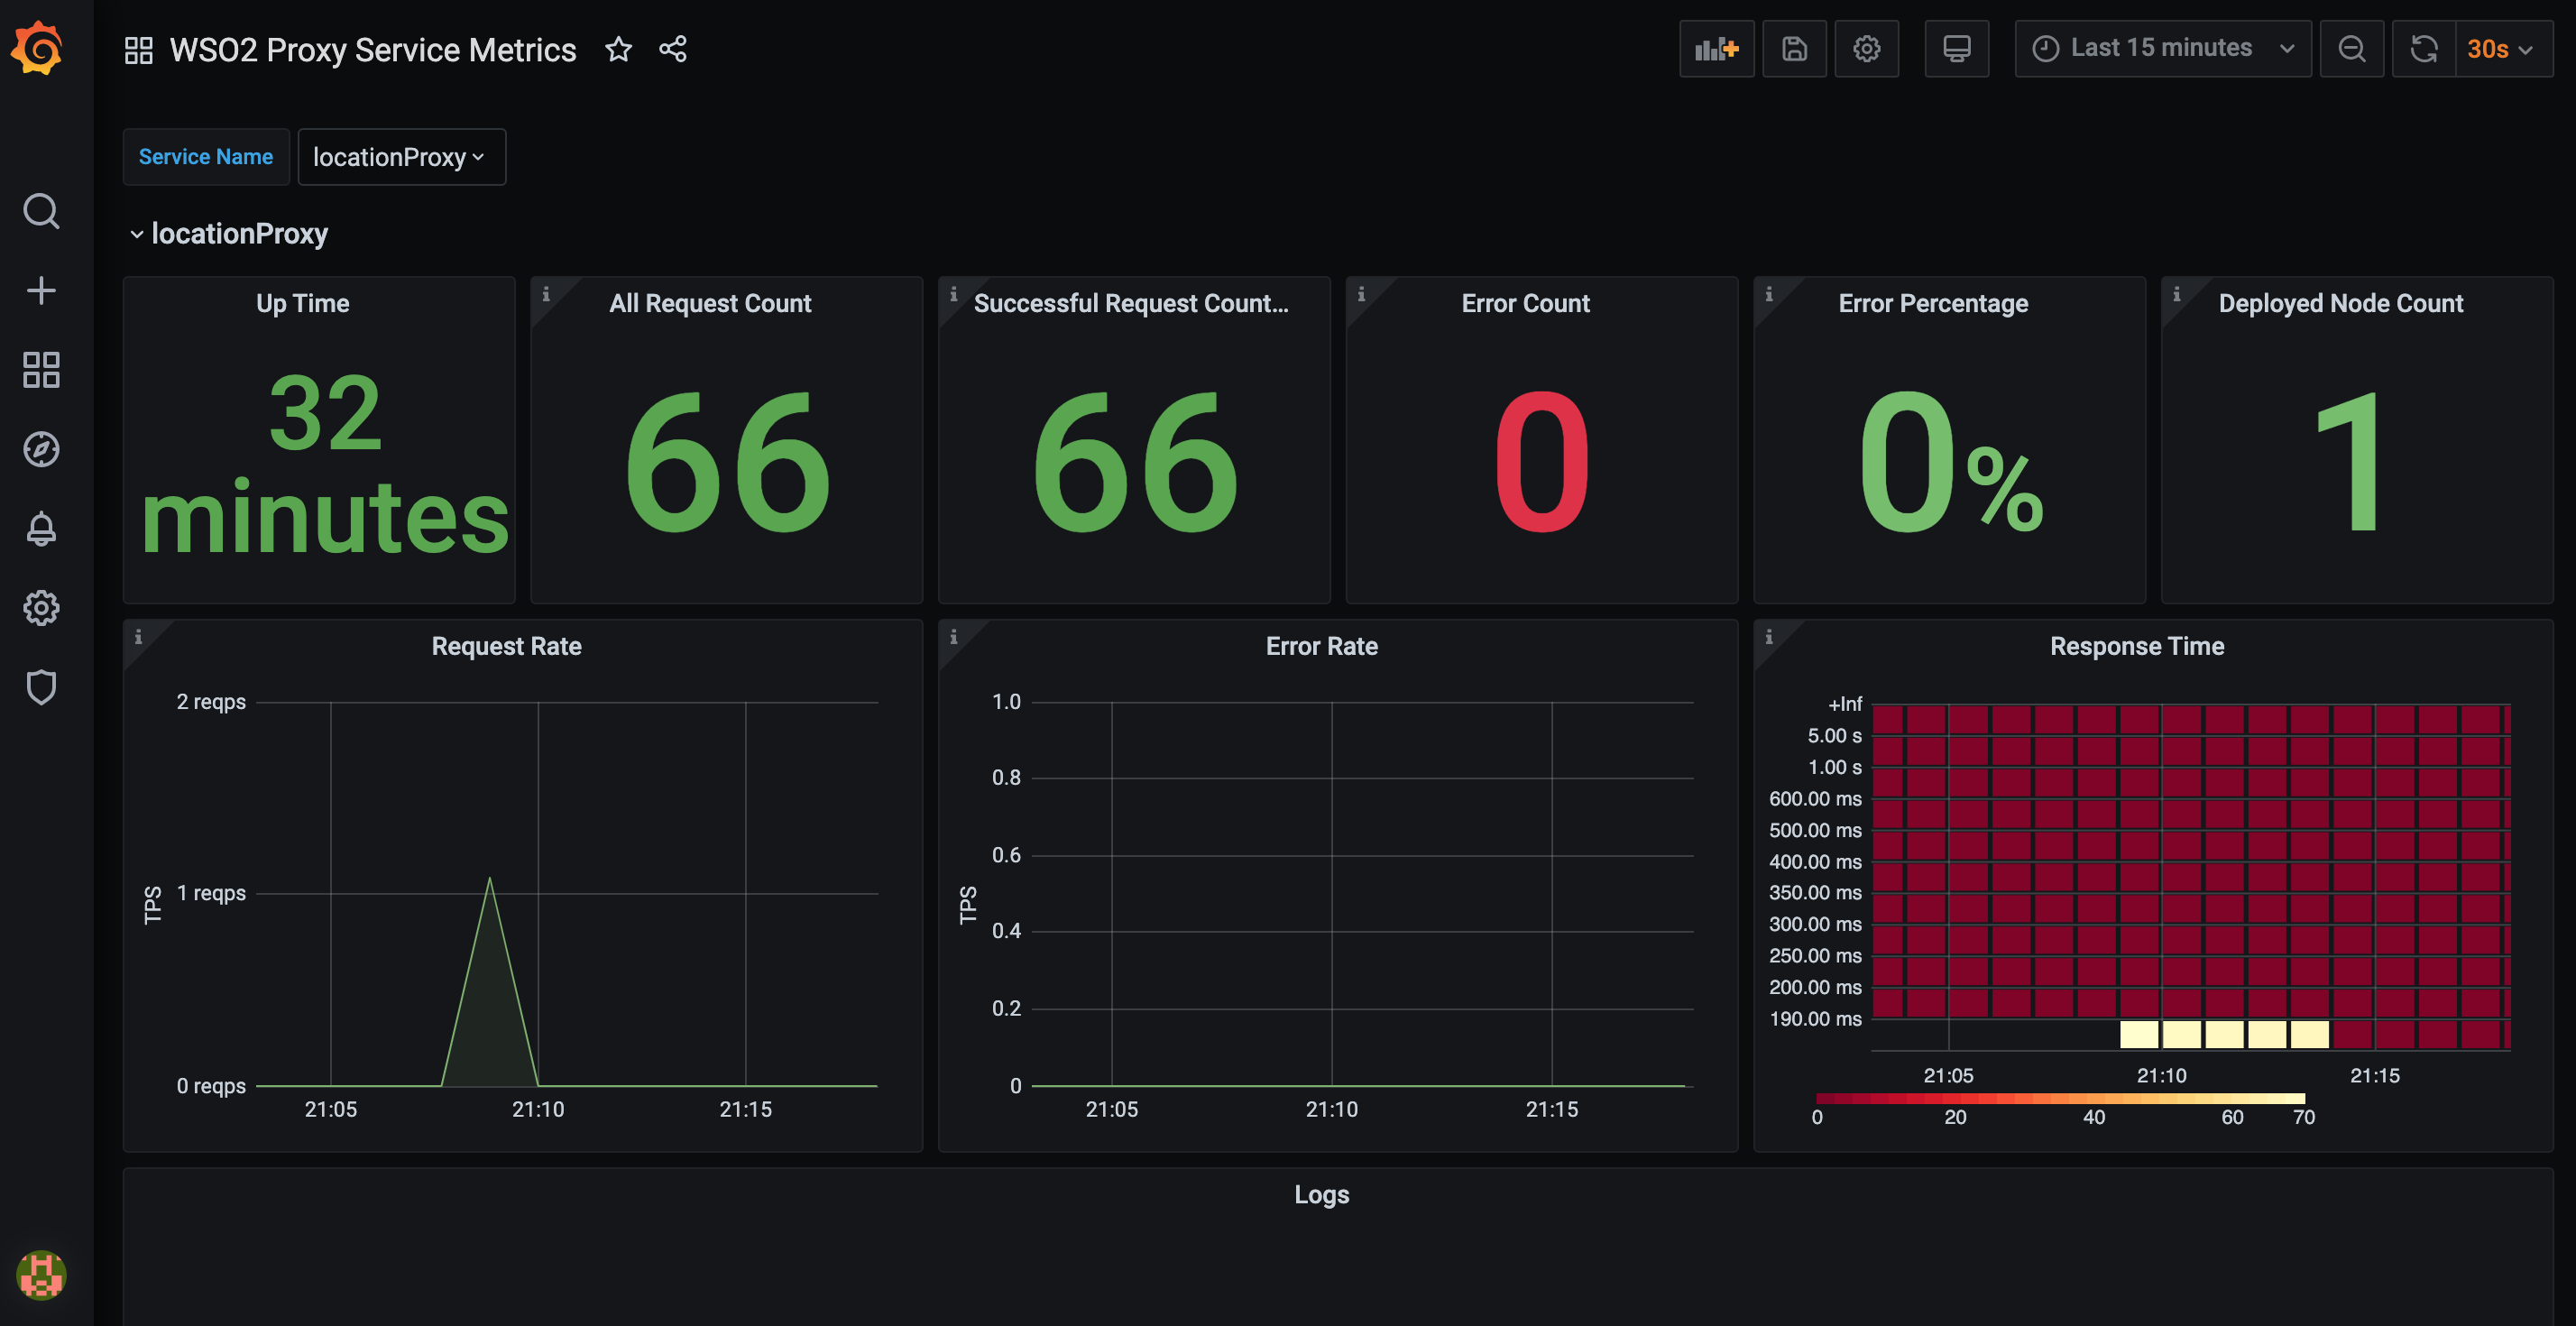 WSO2 Proxy Service Metrics
Last 15 minutes
30s
Service Name
locationProxy
locationProxy
Up Time
32
minutes
All Request Count
66
Successful Request Count...
66
Error Count
0
Error Percentage
0%
Deployed Node Count
1
Request Rate
TPS
2 reqps
1 reqps
0 reqps
21:05
21:10
21:15
Error Rate
TPS
1.0
0.8
0.6
0.4
0.2
0
21:05
21:10
21:15
Response Time
+Inf
5.00 s
1.00 s
600.00 ms
500.00 ms
400.00 ms
350.00 ms
300.00 ms
250.00 ms
200.00 ms
190.00 ms
21:05
21:10
21:15
0
20
40
60
70
Logs